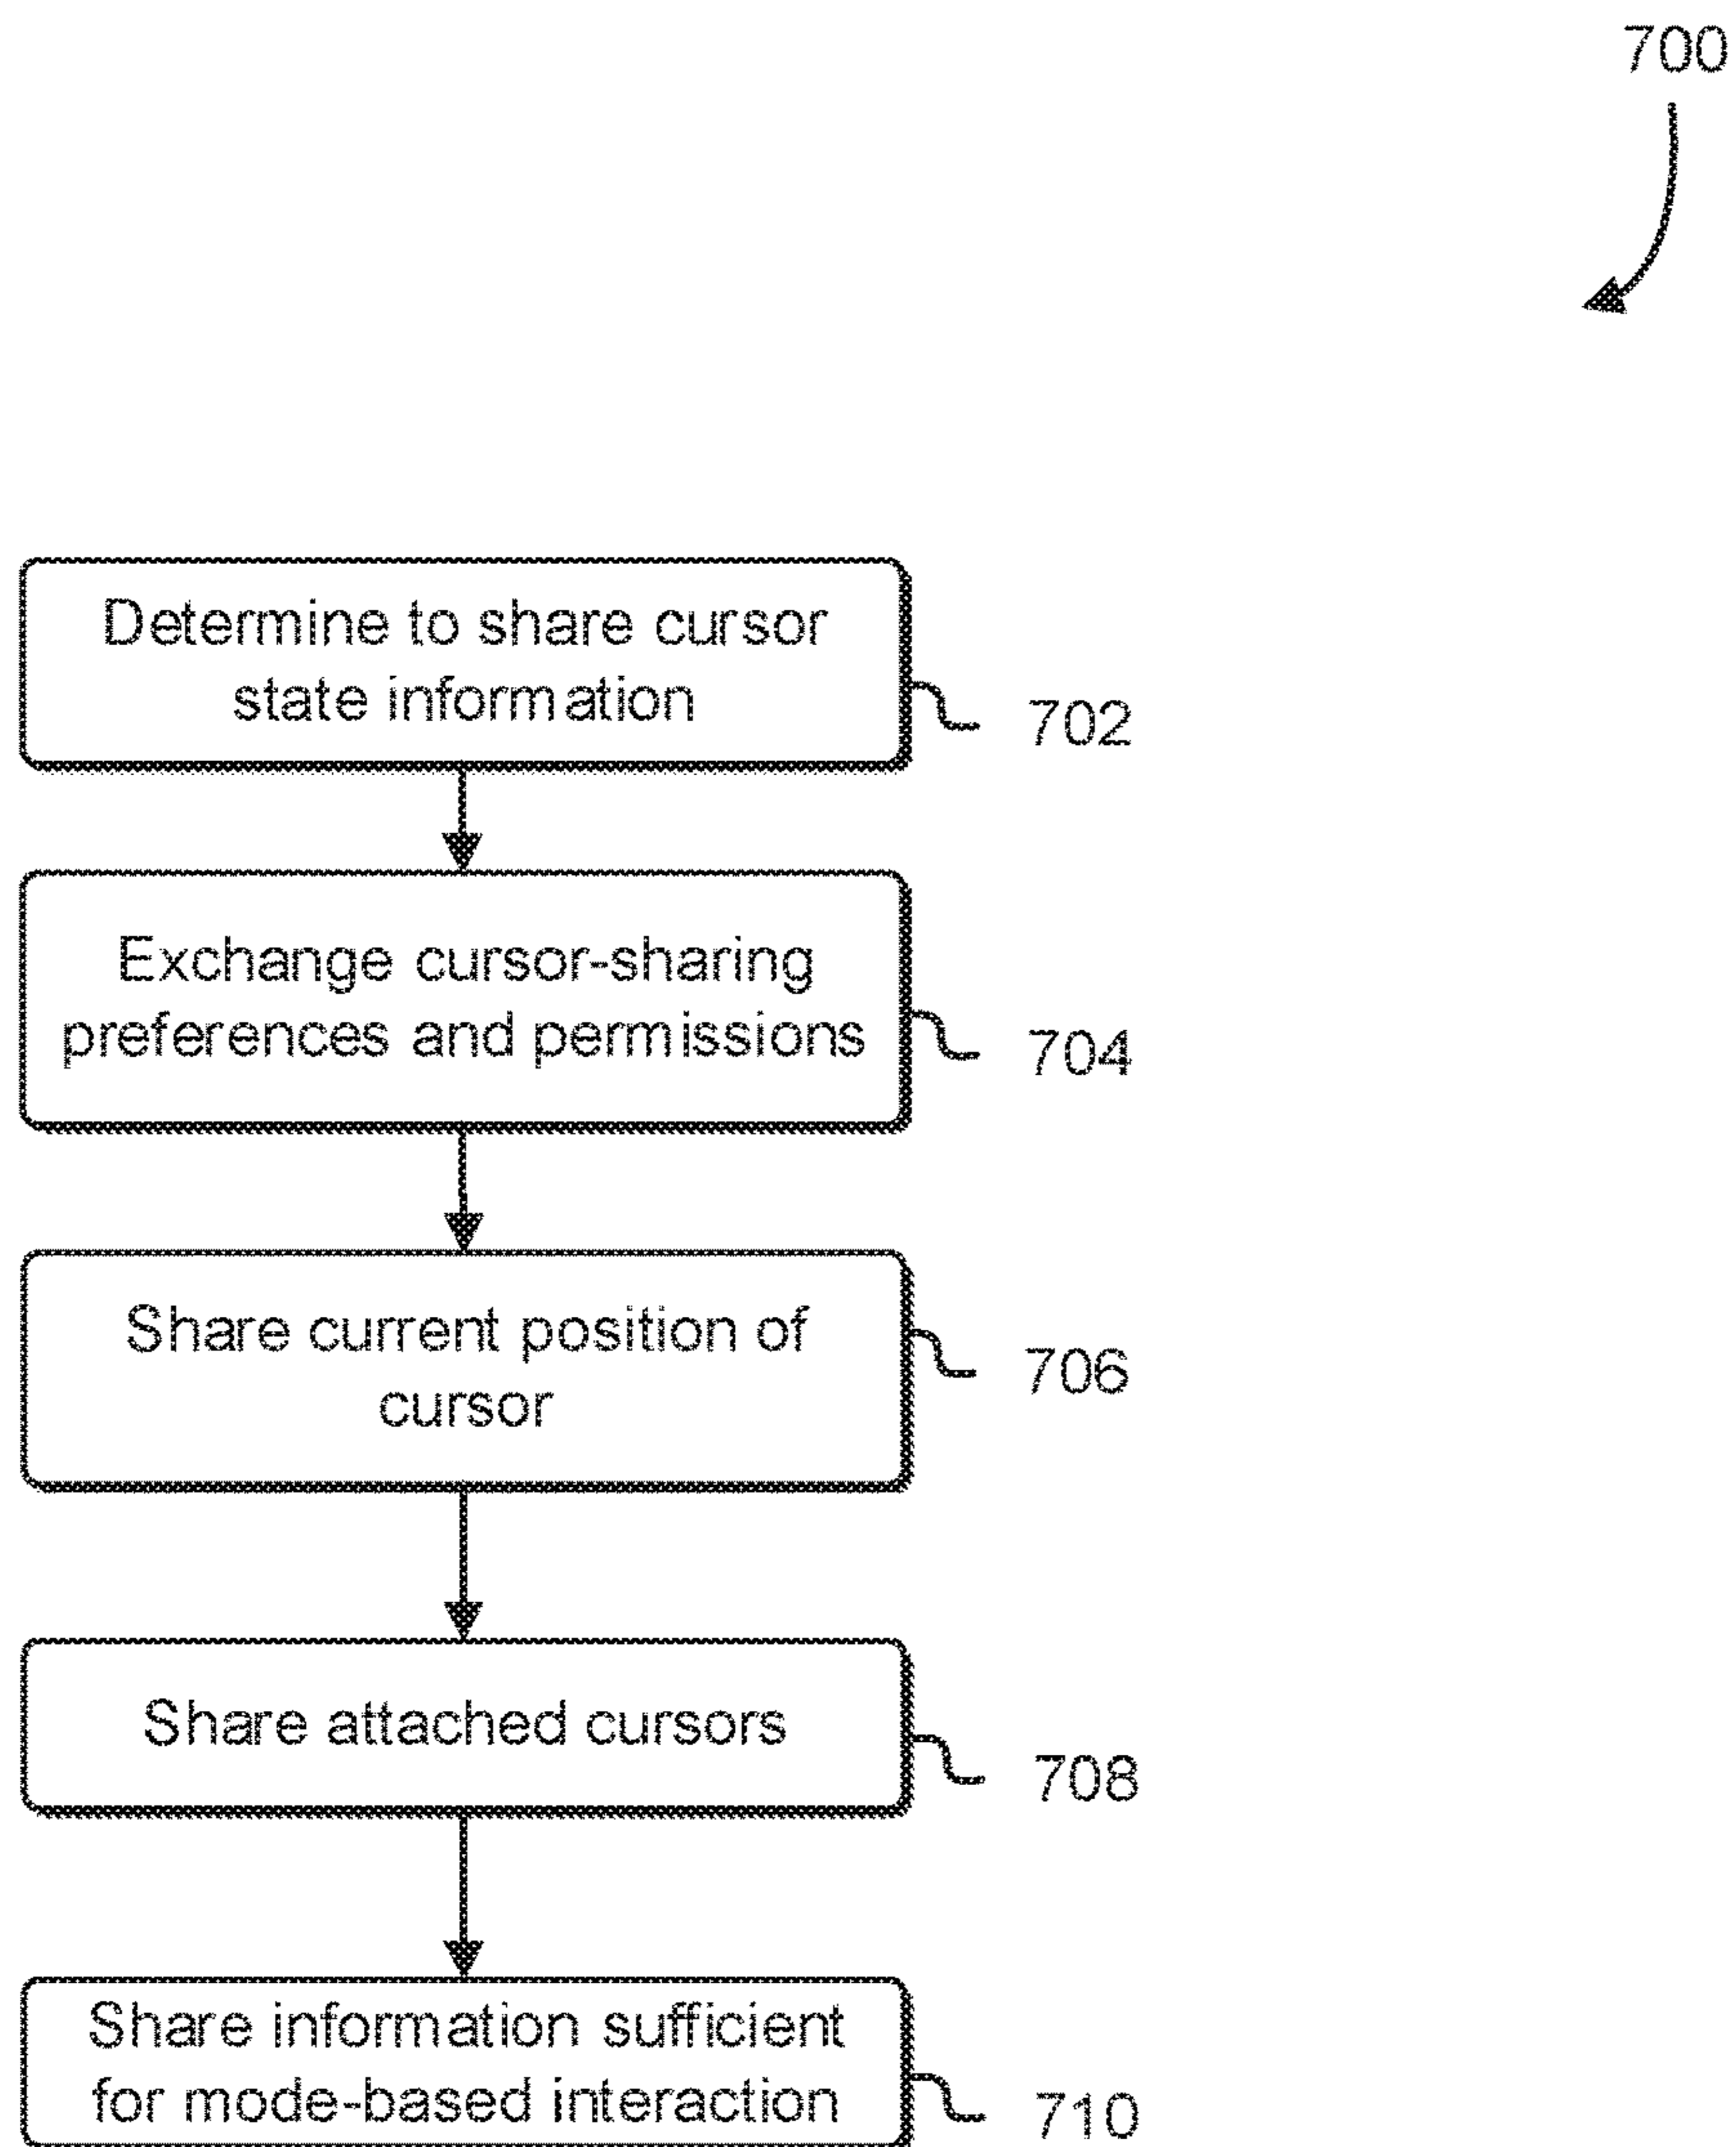 700
Determine to share cursor
state information
702
Exchange cursor-sharing
preferences and permissions
704
Share current position of
cursor
706
Share attached cursors
708
Share information sufficient
for mode-based interaction
710